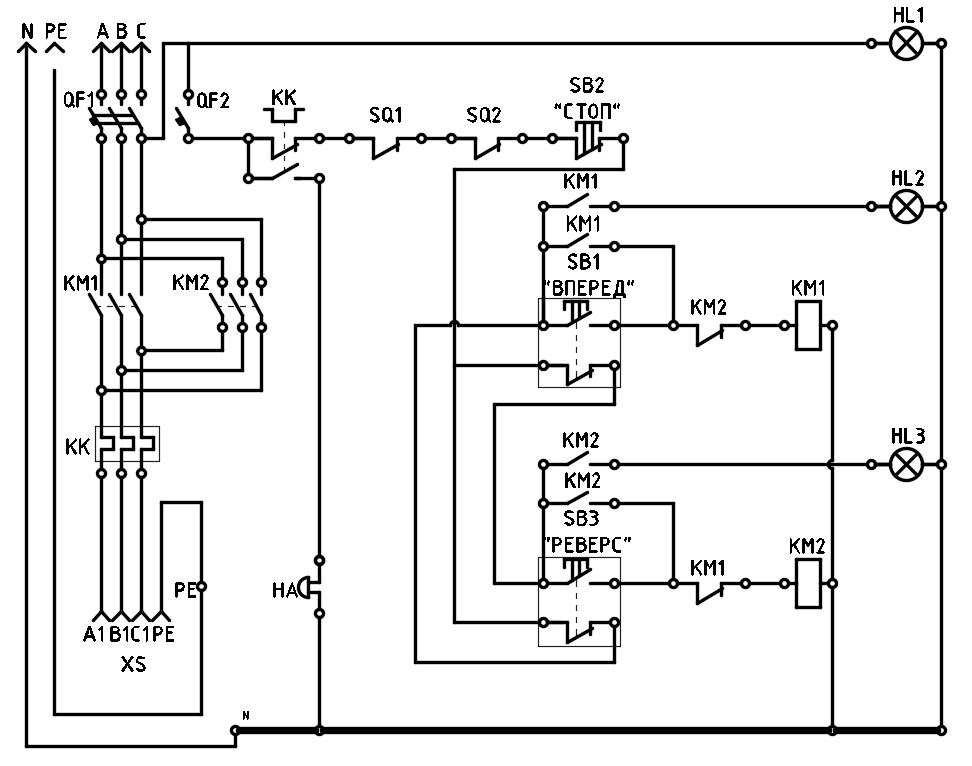 HL1
N PE A B C
QF1 QF2 KK SQ1 SQ2 SB2
"СТОП"
KM1 HL2
KM1
SB1
"ВПЕРЕД"
KM1 KM2 KM2 KM1
KM2 HL3
KK
KM2
SB3
"РЕВЕРС"
KM1 KM2
PE HA
A1 B1 C1 PE
XS
N